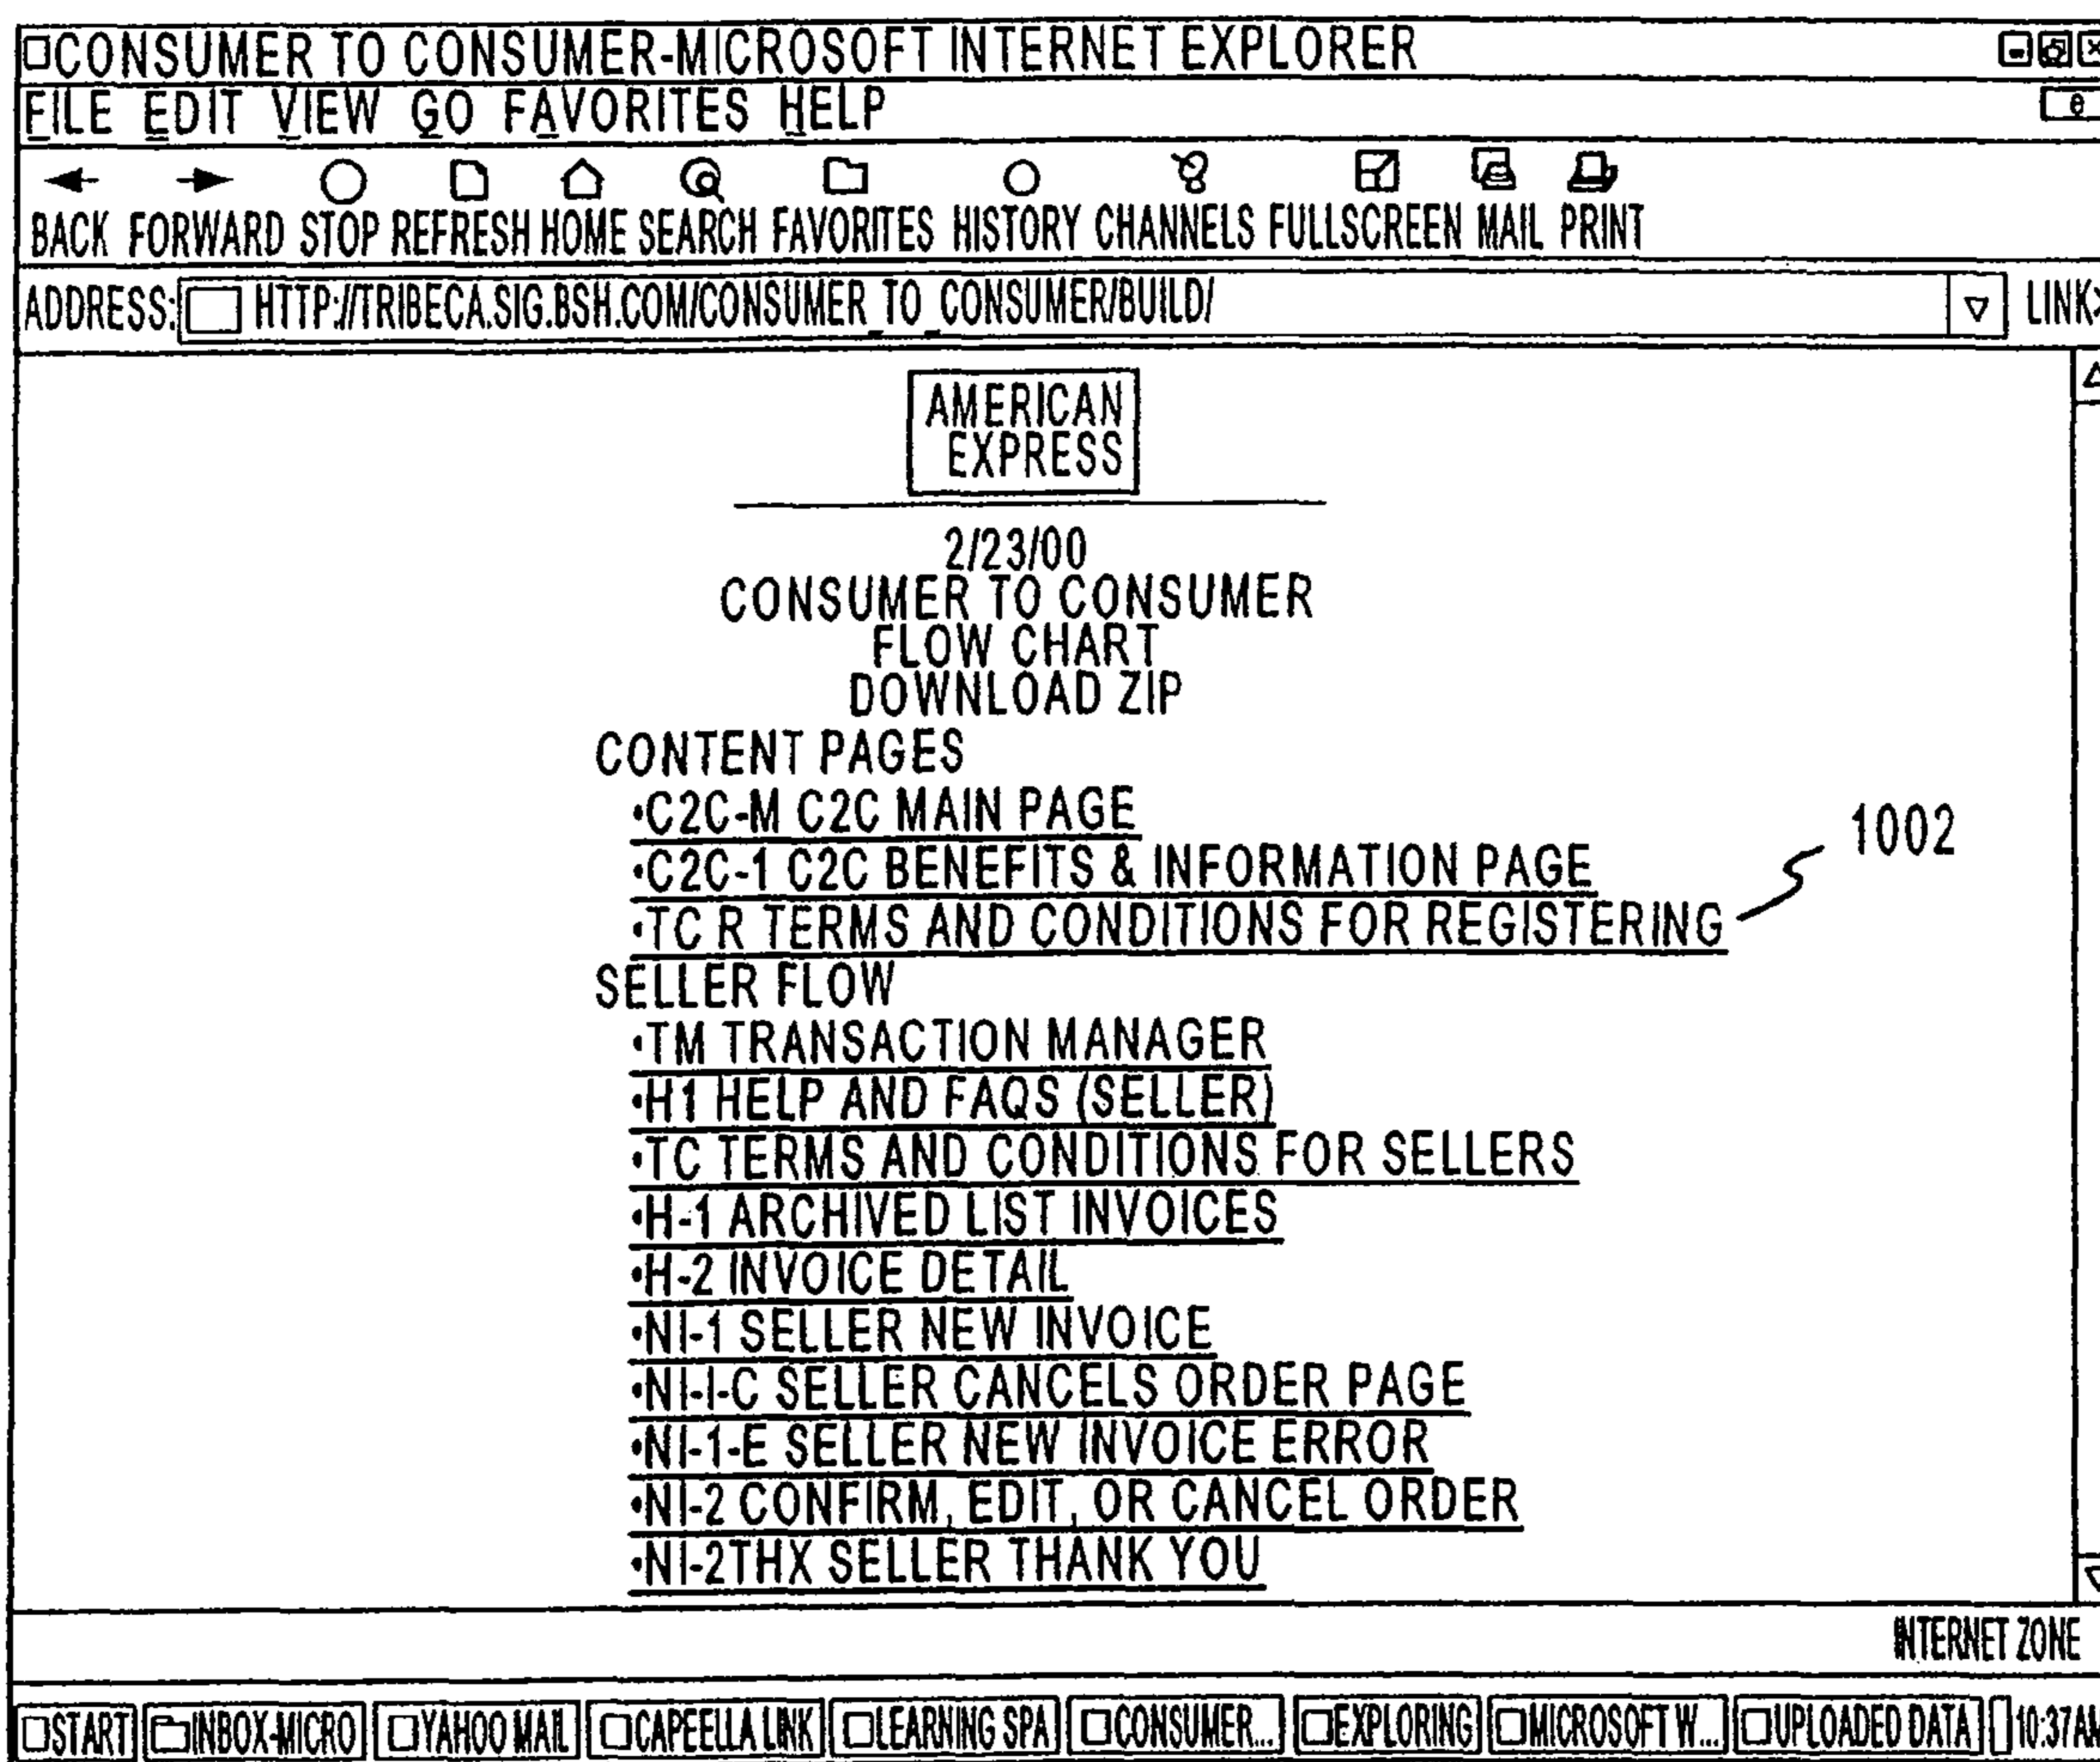 CONSUMER TO CONSUMER-MICROSOFT INTERNET EXPLORER
FILE EDIT VIEW GO FAVORITES HELP
e
BACK FORWARD STOP REFRESH HOME SEARCH FAVORITES HISTORY CHANNELS FULLSCREEN MAIL PRINT
ADDRESS: HTTP://TRIBECA.SIG.BSH.COM/CONSUMER_TO_CONSUMER/BUILD/ LINK>
AMERICAN
EXPRESS
2/23/00
CONSUMER TO CONSUMER
FLOW CHART
DOWNLOAD ZIP
CONTENT PAGES
•C2C-M C2C MAIN PAGE
1002
•C2C-1 C2C BENEFITS & INFORMATION PAGE
•TC R TERMS AND CONDITIONS FOR REGISTERING
SELLER FLOW
•TM TRANSACTION MANAGER
•H1 HELP AND FAQS (SELLER)
•TC TERMS AND CONDITIONS FOR SELLERS
•H-1 ARCHIVED LIST INVOICES
•H-2 INVOICE DETAIL
•NI-1 SELLER NEW INVOICE
•NI-I-C SELLER CANCELS ORDER PAGE
•NI-1-E SELLER NEW INVOICE ERROR
•NI-2 CONFIRM, EDIT, OR CANCEL ORDER
•NI-2THX SELLER THANK YOU
INTERNET ZONE
START INBOX-MICRO YAHOO MAIL CAPEELLA LINK LEARNING SPA CONSUMER... EXPLORING MICROSOFT W... UPLOADED DATA 10:37AM